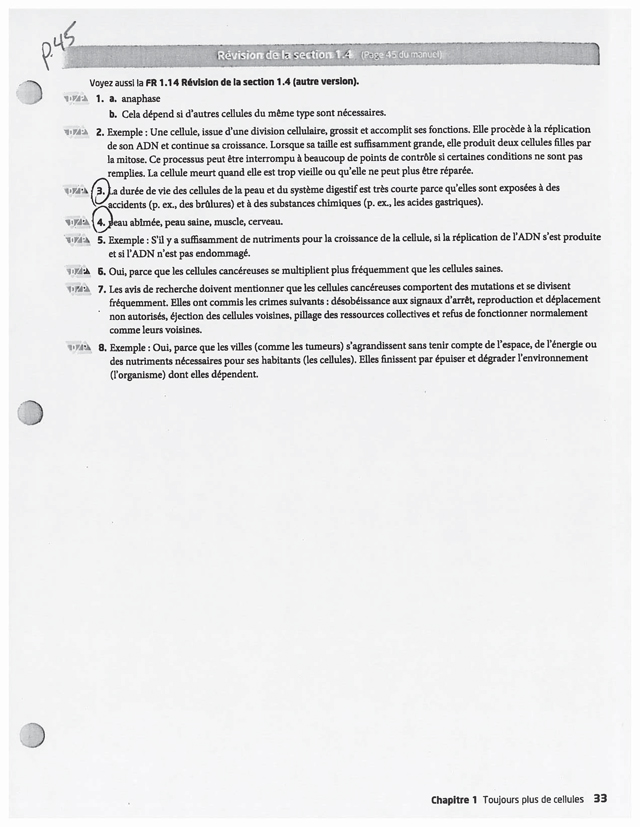 p.45
Révision de la section 1.4 (Page 45 du manuel)
Voyez aussi la FR 1.14 Révision de la section 1.4 (autre version).
1. a. anaphase
b. Cela dépend si d'autres cellules du même type sont nécessaires.
2. Exemple : Une cellule, issue d'une division cellulaire, grossit et accomplit ses fonctions. Elle procède à la réplication
de son ADN et continue sa croissance. Lorsque sa taille est suffisamment grande, elle produit deux cellules filles par
la mitose. Ce processus peut être interrompu à beaucoup de points de contrôle si certaines conditions ne sont pas
remplies. La cellule meurt quand elle est trop vieille ou qu'elle ne peut plus être réparée.
3. La durée de vie des cellules de la peau et du système digestif est très courte parce qu'elles sont exposées à des
accidents (p. ex., des brûlures) et à des substances chimiques (p. ex., les acides gastriques).
4. peau abîmée, peau saine, muscle, cerveau.
5. Exemple : S'il y a suffisamment de nutriments pour la croissance de la cellule, si la réplication de l'ADN s'est produite
et si l'ADN n'est pas endommagé.
6. Oui, parce que les cellules cancéreuses se multiplient plus fréquemment que les cellules saines.
7. Les avis de recherche doivent mentionner que les cellules cancéreuses comportent des mutations et se divisent
fréquemment. Elles ont commis les crimes suivants : désobéissance aux signaux d'arrêt, reproduction et déplacement
non autorisés, éjection des cellules voisines, pillage des ressources collectives et refus de fonctionner normalement
comme leurs voisines.
8. Exemple : Oui, parce que les villes (comme les tumeurs) s'agrandissent sans tenir compte de l'espace, de l'énergie ou
des nutriments nécessaires pour ses habitants (les cellules). Elles finissent par épuiser et dégrader l'environnement
(l'organisme) dont elles dépendent.
Chapitre 1 Toujours plus de cellules 33